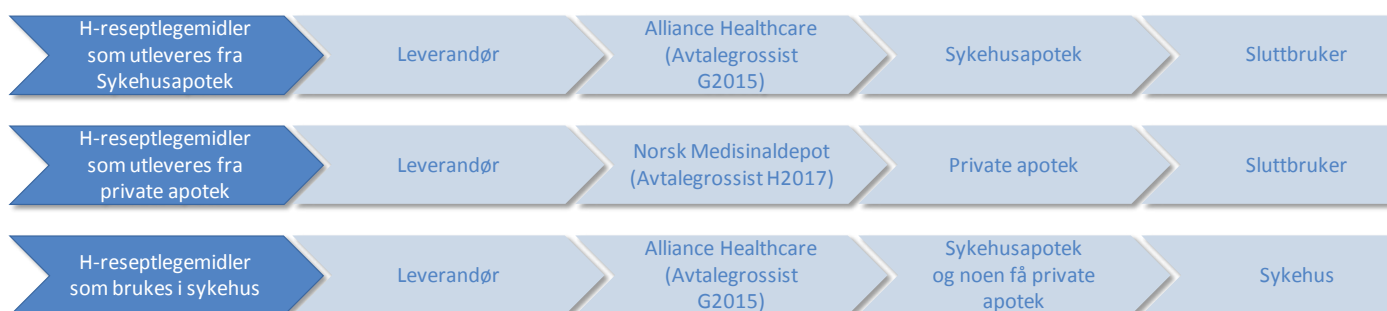 H-reseptlegemidler
som utleveres fra
Sykehusapotek
Leverandør
Alliance Healthcare
(Avtalegrossist
G2015)
Sykehusapotek
Sluttbruker
H-reseptlegemidler
som utleveres fra
private apotek
Leverandør
Norsk Medisinaldepot
(Avtalegrossist H2017)
Private apotek
Sluttbruker
H-reseptlegemidler
som brukes i sykehus
Leverandør
Alliance Healthcare
(Avtalegrossist
G2015)
Sykehusapotek
og noen få private
apotek
Sykehus